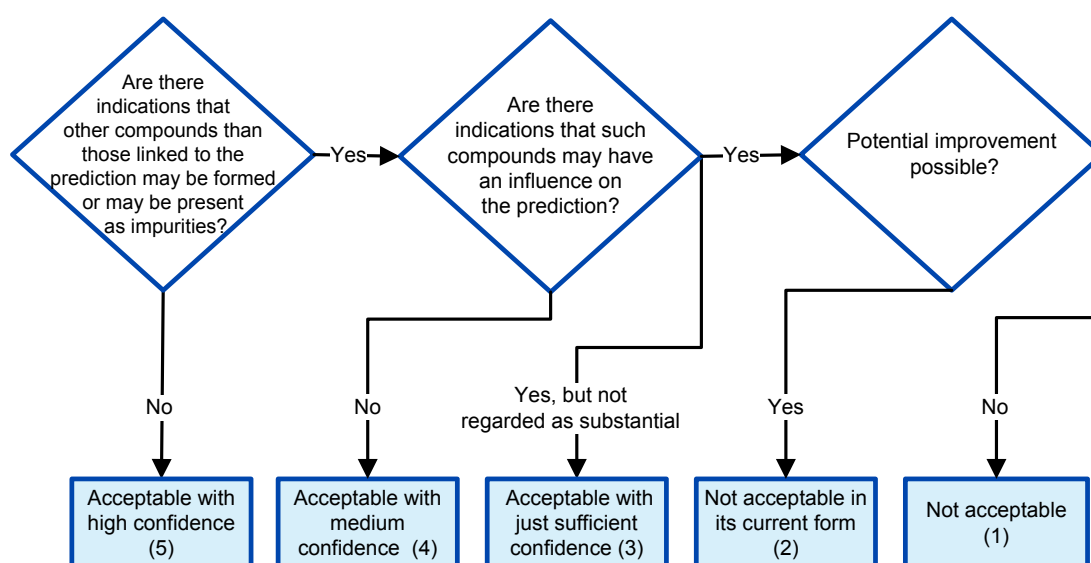 Are there
indications that
other compounds than
those linked to the
prediction may be formed
or may be present
as impurities?
Yes
Are there
indications that such
compounds may have
an influence on
the prediction?
Yes
Potential improvement
possible?
No
No
Yes, but not
regarded as substantial
Yes
No
Acceptable with
high confidence
(5)
Acceptable with
medium
confidence (4)
Acceptable with
just sufficient
confidence (3)
Not acceptable in
its current form
(2)
Not acceptable
(1)